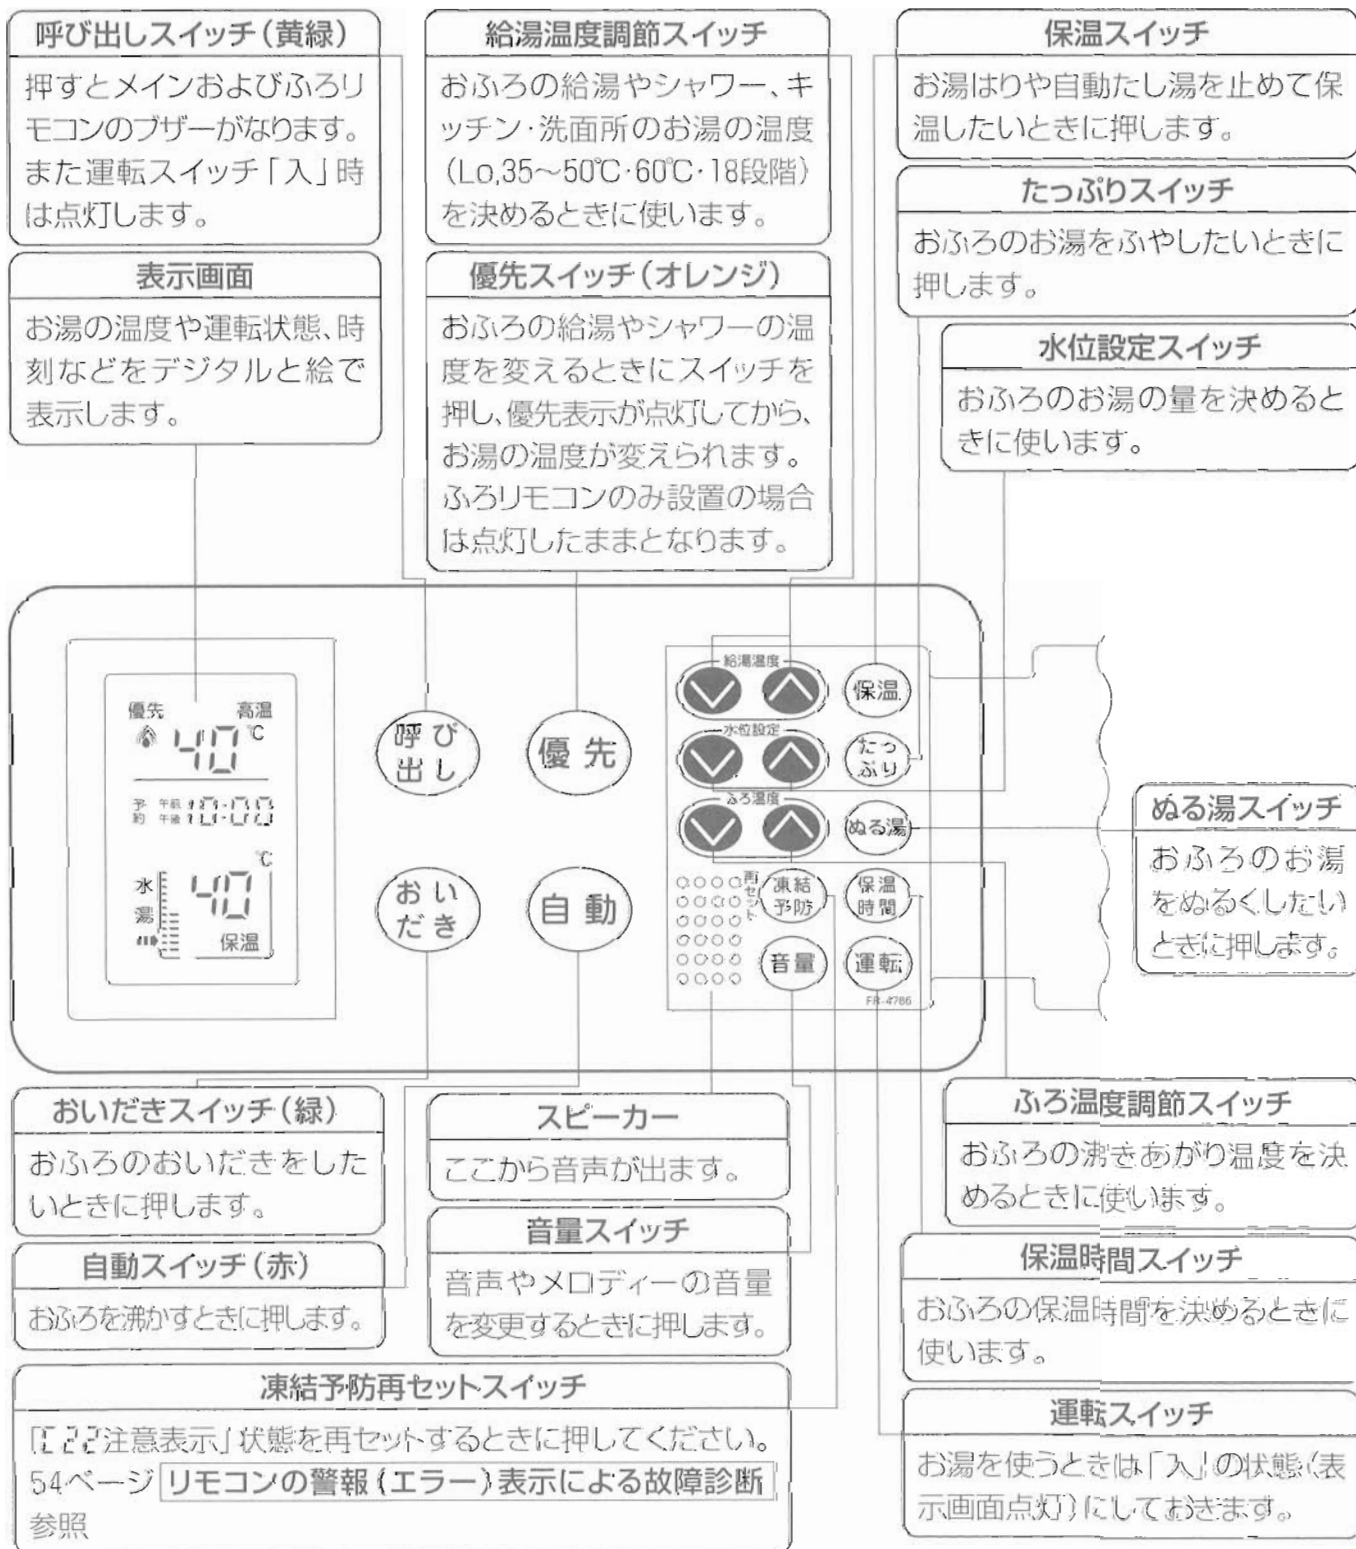 呼び出しスイッチ（黄緑）
押すとメインおよびふろリ
モコンのブザーがなります。
また運転スイッチ「入」時
は点灯します。
表示画面
お湯の温度や運転状態、時
刻などをデジタルと絵で
表示します。
給湯温度調節スイッチ
おふろの給湯やシャワー、キ
ッチン・洗面所のお湯の温度
（Lo,35～50℃・60℃・18段階）
を決めるときに使います。
優先スイッチ（オレンジ）
おふろの給湯やシャワーの温
度を変えるときにスイッチを
押し、優先表示が点灯してから、
お湯の温度が変えられます。
ふろリモコンのみ設置の場合
は点灯したままとなります。
保温スイッチ
お湯はりや自動たし湯を止めて保
温したいときに押します。
たっぷりスイッチ
おふろのお湯をふやしたいときに
押します。
水位設定スイッチ
おふろのお湯の量を決めると
きに使います。
優先 高温
40℃
予約 午前 午後 10:00
℃
水 40
湯
保温
呼び
出し
優先
おい
だき
自動
給湯温度
保温
水位設定
たっ
ぷり
ふろ温度
ぬる湯
再セット
凍結
予防
保温
時間
音量
運転
FR-4786
ぬる湯スイッチ
おふろのお湯
をぬるくしたい
ときに押します。
おいだきスイッチ（緑）
おふろのおいだきをした
いときに押します。
自動スイッチ（赤）
おふろを沸かすときに押します。
スピーカー
ここから音声が出ます。
音量スイッチ
音声やメロディーの音量
を変更するときに押します。
凍結予防再セットスイッチ
「E22注意表示」状態を再セットするときに押してください。
54ページ リモコンの警報（エラー）表示による故障診断
参照
ふろ温度調節スイッチ
おふろの沸きあがり温度を決
めるときに使います。
保温時間スイッチ
おふろの保温時間を決めるときに
使います。
運転スイッチ
お湯を使うときは「入」の状態（表
示画面点灯）にしておきます。